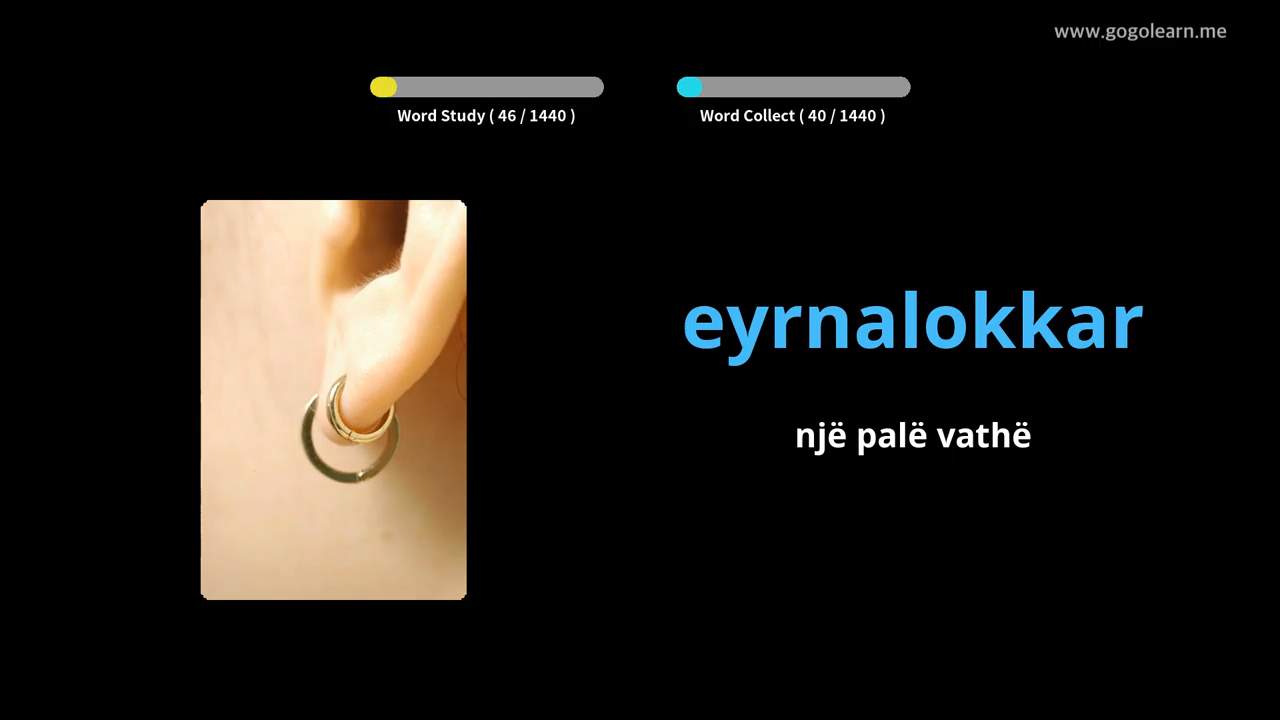 www.gogolearn.me
Word Study ( 46 / 1440 )
Word Collect ( 40 / 1440 )
eyrnalokkar
një palë vathë